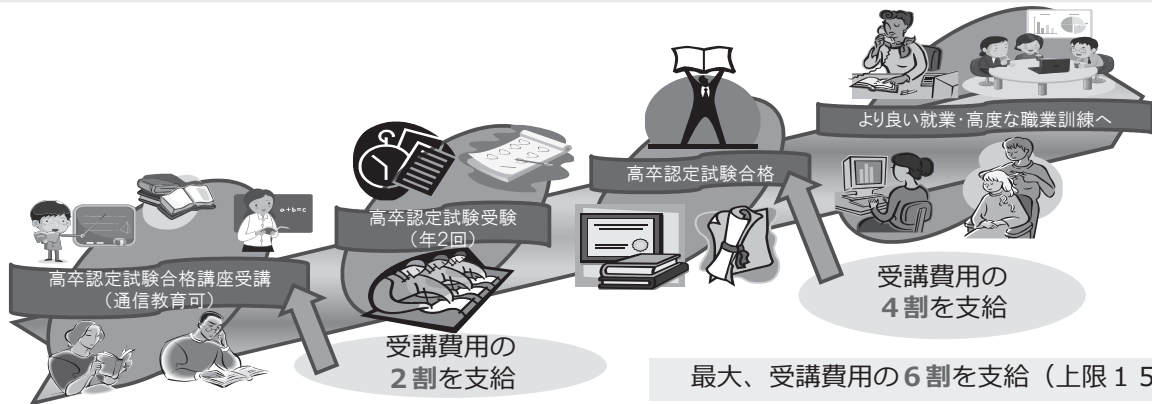 高卒認定試験合格講座受講
（通信教育可）
受講費用の
２割を支給
高卒認定試験受験
（年2回）
高卒認定試験合格
受講費用の
４割を支給
より良い就業・高度な職業訓練へ
最大、受講費用の６割を支給（上限１５
a+b=c